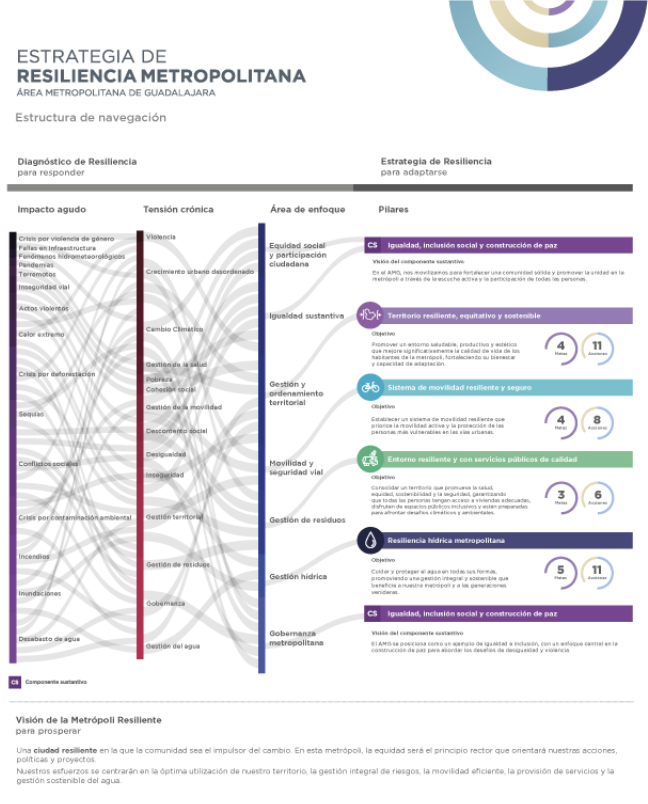 ESTRATEGIA DE
RESILIENCIA METROPOLITANA
ÁREA METROPOLITANA DE GUADALAJARA
Estructura de navegación
Diagnóstico de Resiliencia
para responder
Estrategia de Resiliencia
para adaptarse
Impacto agudo
Tensión crónica
Área de enfoque
Pilares
Crisis por violencia de género
Fallas en infraestructura
Fenómenos hidrometeorológicos
Pandemias
Terremotos
Inseguridad vial
Actos violentos
Calor extremo
Crisis por deforestación
Sequías
Conflictos sociales
Crisis por contaminación ambiental
Incendios
Inundaciones
Desabasto de agua
Violencia
Crecimiento urbano desordenado
Cambio Climático
Gestión de la salud
Pobreza
Cohesión social
Gestión de la movilidad
Descontento social
Desigualdad
Inseguridad
Gestión territorial
Gestión de residuos
Gobernanza
Gestión del agua
Equidad social
y participación
ciudadana
Igualdad sustantiva
Gestión y
ordenamiento
territorial
Movilidad y
seguridad vial
Gestión de residuos
Gestión hídrica
Gobernanza
metropolitana
CS Igualdad, inclusión social y construcción de paz
Visión del componente sustantivo
En el AMG, nos movilizamos para fortalecer una comunidad sólida y promover la unidad en la
metrópoli a través de la escucha activa y la participación de todas las personas.
Territorio resiliente, equitativo y sostenible
Objetivo
Promover un entorno saludable, productivo y estético
que mejore significativamente la calidad de vida de los
habitantes de la metrópoli, fortaleciendo su bienestar
y capacidad de adaptación.
4 Metas
11 Acciones
Sistema de movilidad resiliente y seguro
Objetivo
Establecer un sistema de movilidad resiliente que
priorice la movilidad activa y la protección de las
personas más vulnerables en las vías urbanas.
4 Metas
8 Acciones
Entorno resiliente y con servicios públicos de calidad
Objetivo
Consolidar un territorio que promueva la salud,
equidad, sostenibilidad y la seguridad, garantizando
que todas las personas tengan acceso a viviendas adecuadas,
disfruten de espacios públicos inclusivos y estén preparadas
para afrontar desafíos climáticos y ambientales.
3 Metas
6 Acciones
Resiliencia hídrica metropolitana
Objetivo
Cuidar y proteger el agua en todas sus formas,
promoviendo una gestión integral y sostenible que
beneficie a nuestra metrópoli y a las generaciones
venideras.
5 Metas
11 Acciones
CS Igualdad, inclusión social y construcción de paz
Visión del componente sustantivo
El AMG se posiciona como un ejemplo de igualdad e inclusión, con un enfoque central en la
construcción de paz para abordar los desafíos de desigualdad y violencia.
CS Componente sustantivo
Visión de la Metrópoli Resiliente
para prosperar
Una ciudad resiliente en la que la comunidad sea el impulsor del cambio. En esta metrópoli, la equidad será el principio rector que orientará nuestras acciones,
políticas y proyectos.
Nuestros esfuerzos se centrarán en la óptima utilización de nuestro territorio, la gestión integral de riesgos, la movilidad eficiente, la provisión de servicios y la
gestión sostenible del agua.